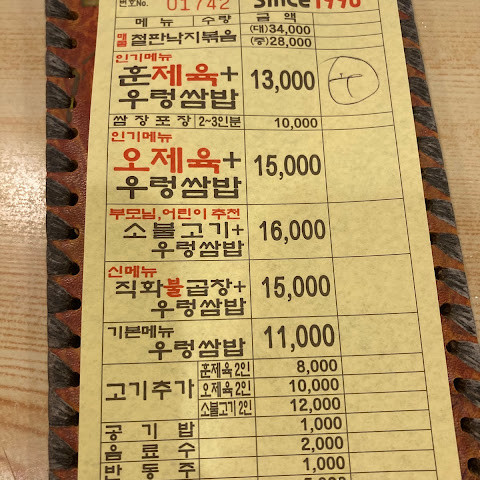 번호No. 01742 Since 1996
메뉴 수량 금액
매콤 철판낙지볶음 (대)34,000
(중)28,000
인기메뉴
훈제육+
우렁쌈밥 13,000
쌈장포장 2~3인분 10,000
인기메뉴
오제육+
우렁쌈밥 15,000
부모님,어린이 추천
소불고기+
우렁쌈밥 16,000
신메뉴
직화불곱창+
우렁쌈밥 15,000
기본메뉴
우렁쌈밥 11,000
고기추가 훈제육2인 8,000
오제육2인 10,000
소불고기2인 12,000
공기밥 1,000
음료수 2,000
반동주 1,000